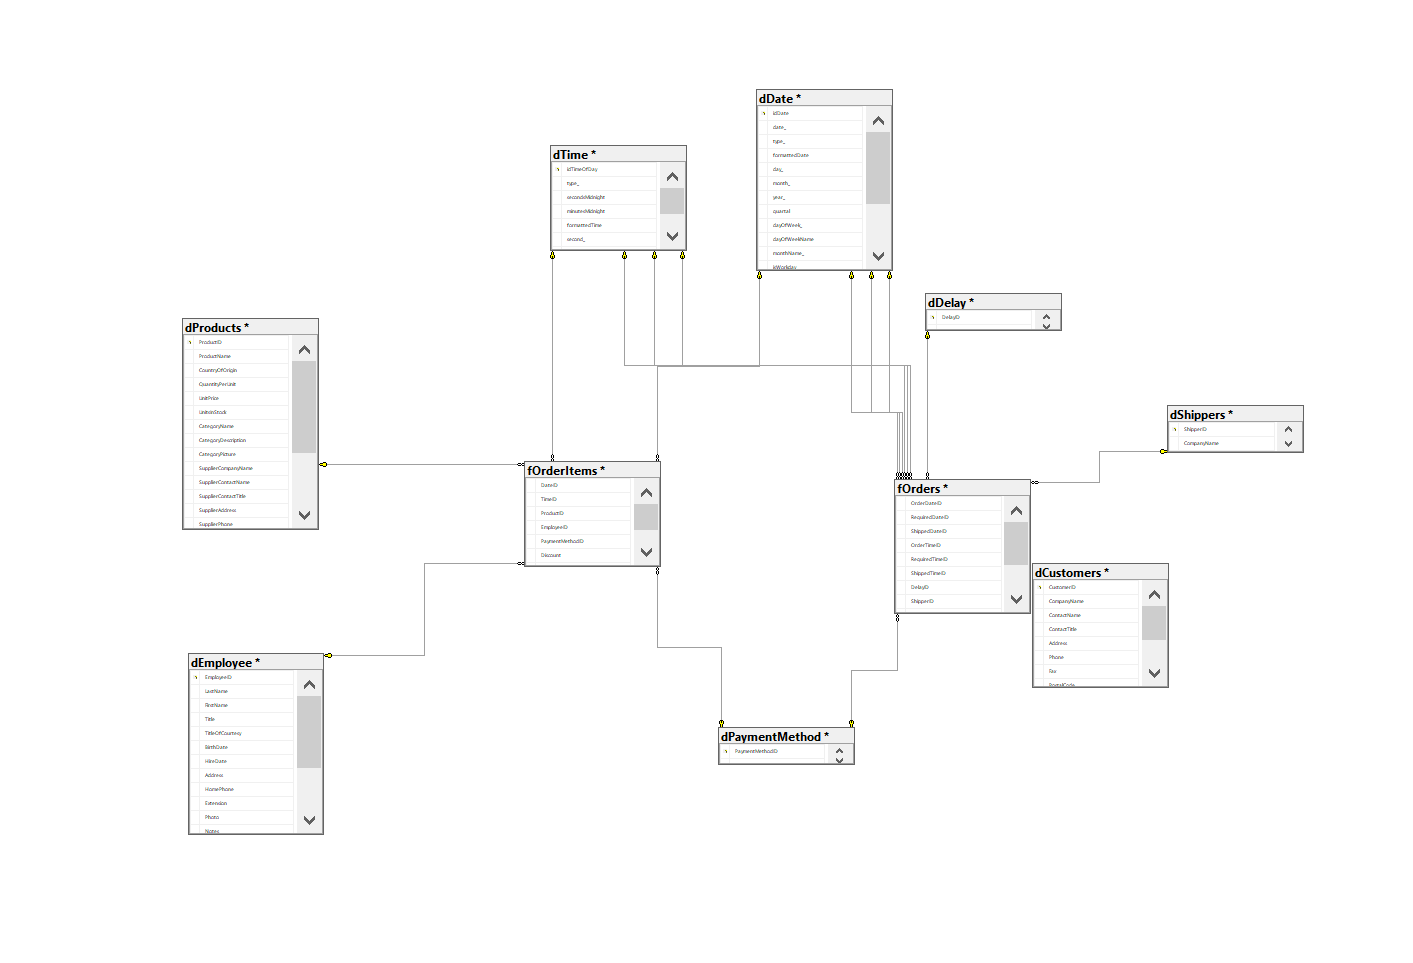 dDate *
idDate
date_
type_
formattedDate
day_
month_
year_
quartal
dayOfWeek_
dayOfWeekName
monthName_
isWorkday
dTime *
idTimeOfDay
type_
secondsMidnight
minutesMidnight
formattedTime
second_
dDelay *
DelayID
dProducts *
ProductID
ProductName
CountryOfOrigin
QuantityPerUnit
UnitPrice
UnitsInStock
CategoryName
CategoryDescription
CategoryPicture
SupplierCompanyName
SupplierContactName
SupplierContactTitle
SupplierAddress
SupplierPhone
dShippers *
ShipperID
CompanyName
fOrderItems *
DateID
TimeID
ProductID
EmployeeID
PaymentMethodID
Discount
fOrders *
OrderDateID
RequiredDateID
ShippedDateID
OrderTimeID
RequiredTimeID
ShippedTimeID
DelayID
ShipperID
dCustomers *
CustomerID
CompanyName
ContactName
ContactTitle
Address
Phone
Fax
PostalCode
dEmployee *
EmployeeID
LastName
FirstName
Title
TitleOfCourtesy
BirthDate
HireDate
Address
HomePhone
Extension
Photo
Notes
dPaymentMethod *
PaymentMethodID